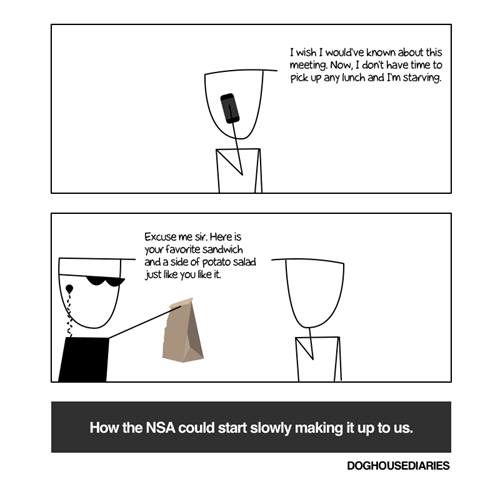 I wish I would've known about this
meeting. Now, I don't have time to
pick up any lunch and I'm starving.
Excuse me sir. Here is
your favorite sandwich
and a side of potato salad
just like you like it.
How the NSA could start slowly making it up to us.
DOGHOUSEDIARIES